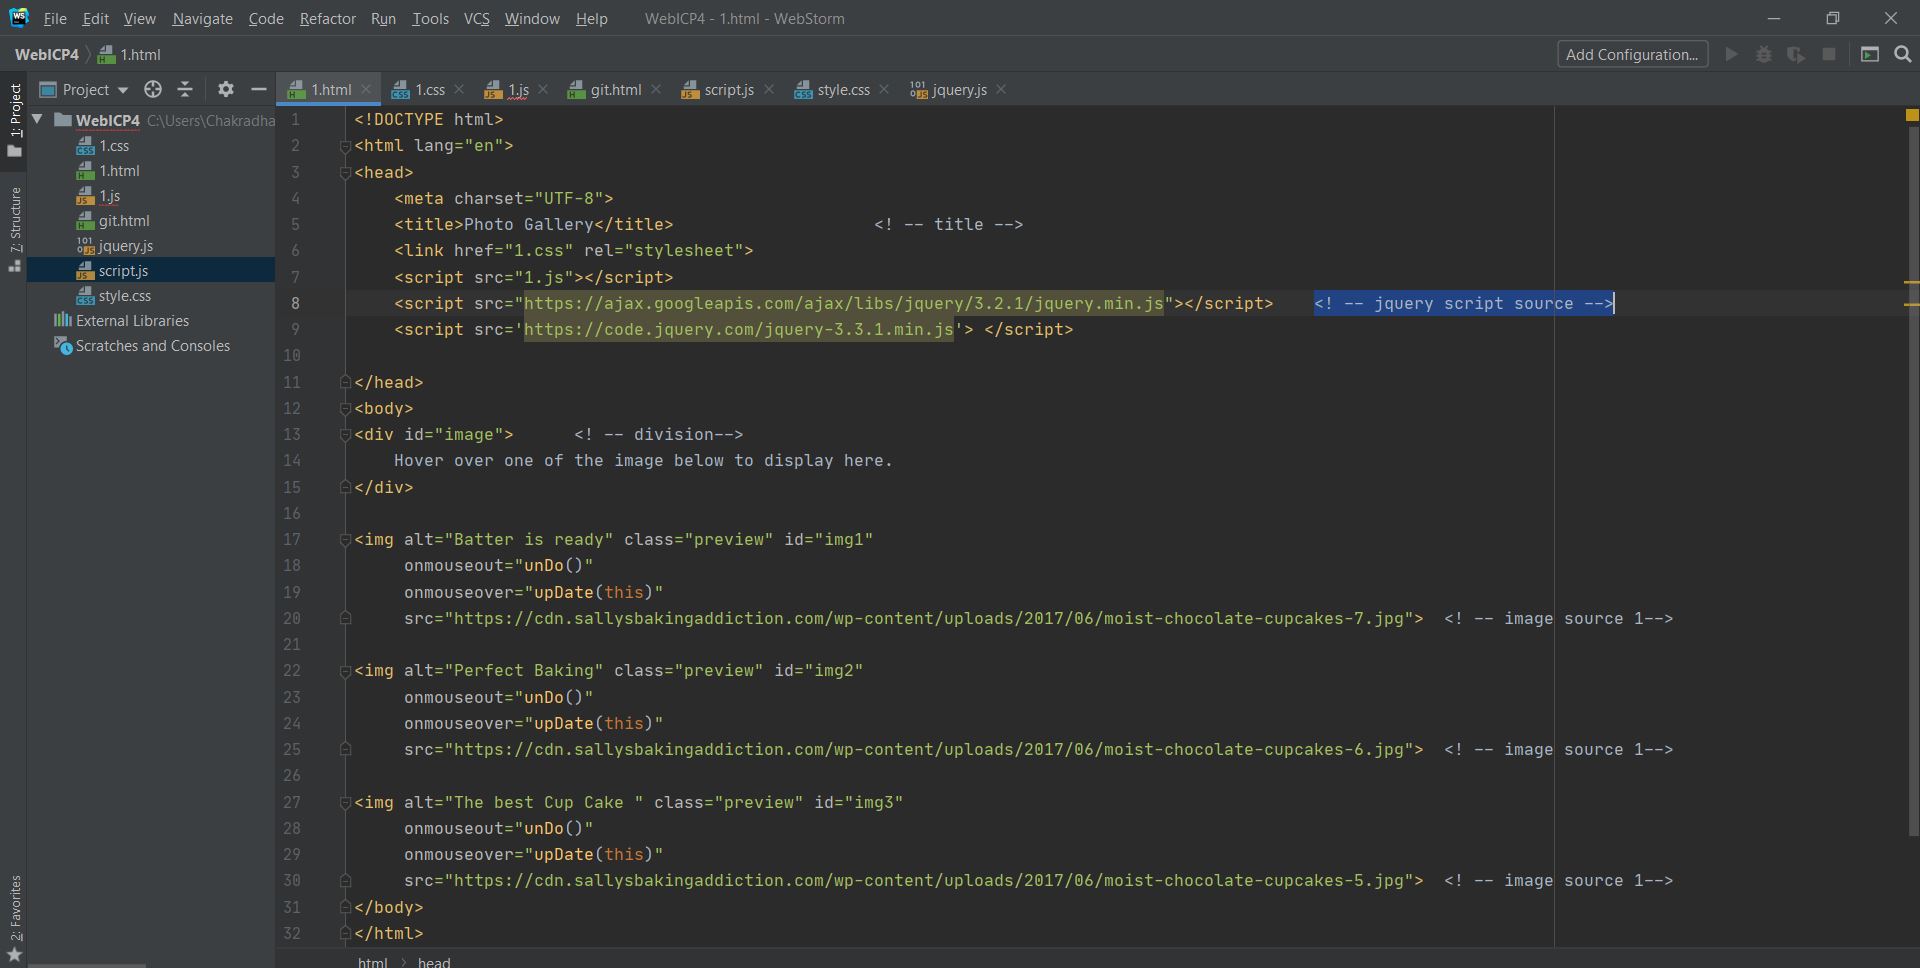 WS File Edit View Navigate Code Refactor Run Tools VCS Window Help WebICP4 - 1.html - WebStorm
WebICP4 1.html Add Configuration...
Project 1.html 1.css 1.js git.html script.js style.css jquery.js
1: Project
7: Structure
2: Favorites
WebICP4 C:\Users\Chakradha
1.css
1.html
1.js
git.html
jquery.js
script.js
style.css
External Libraries
Scratches and Consoles
1 <!DOCTYPE html>
2 <html lang="en">
3 <head>
4 <meta charset="UTF-8">
5 <title>Photo Gallery</title> <! -- title -->
6 <link href="1.css" rel="stylesheet">
7 <script src="1.js"></script>
8 <script src="https://ajax.googleapis.com/ajax/libs/jquery/3.2.1/jquery.min.js"></script> <! -- jquery script source -->
9 <script src='https://code.jquery.com/jquery-3.3.1.min.js'> </script>
10
11 </head>
12 <body>
13 <div id="image"> <! -- division-->
14 Hover over one of the image below to display here.
15 </div>
16
17 <img alt="Batter is ready" class="preview" id="img1"
18 onmouseout="unDo()"
19 onmouseover="upDate(this)"
20 src="https://cdn.sallysbakingaddiction.com/wp-content/uploads/2017/06/moist-chocolate-cupcakes-7.jpg"> <! -- image source 1-->
21
22 <img alt="Perfect Baking" class="preview" id="img2"
23 onmouseout="unDo()"
24 onmouseover="upDate(this)"
25 src="https://cdn.sallysbakingaddiction.com/wp-content/uploads/2017/06/moist-chocolate-cupcakes-6.jpg"> <! -- image source 1-->
26
27 <img alt="The best Cup Cake " class="preview" id="img3"
28 onmouseout="unDo()"
29 onmouseover="upDate(this)"
30 src="https://cdn.sallysbakingaddiction.com/wp-content/uploads/2017/06/moist-chocolate-cupcakes-5.jpg"> <! -- image source 1-->
31 </body>
32 </html>
html head